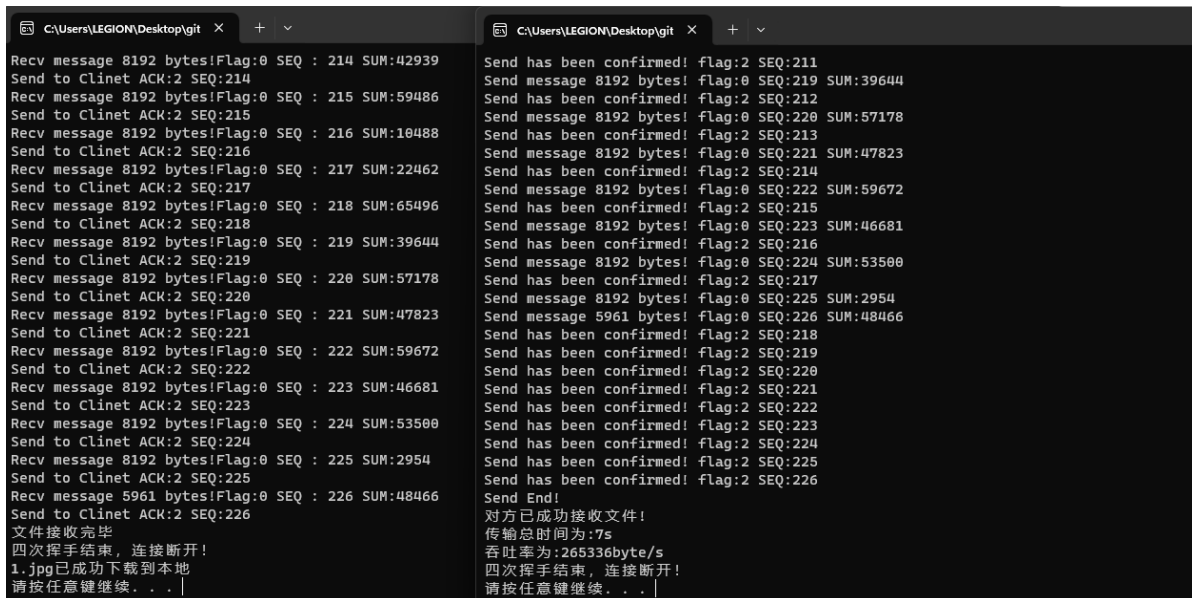 C:\Users\LEGION\Desktop\git
Recv message 8192 bytes!Flag:0 SEQ : 214 SUM:42939
Send to Clinet ACK:2 SEQ:214
Recv message 8192 bytes!Flag:0 SEQ : 215 SUM:59486
Send to Clinet ACK:2 SEQ:215
Recv message 8192 bytes!Flag:0 SEQ : 216 SUM:10488
Send to Clinet ACK:2 SEQ:216
Recv message 8192 bytes!Flag:0 SEQ : 217 SUM:22462
Send to Clinet ACK:2 SEQ:217
Recv message 8192 bytes!Flag:0 SEQ : 218 SUM:65496
Send to Clinet ACK:2 SEQ:218
Recv message 8192 bytes!Flag:0 SEQ : 219 SUM:39644
Send to Clinet ACK:2 SEQ:219
Recv message 8192 bytes!Flag:0 SEQ : 220 SUM:57178
Send to Clinet ACK:2 SEQ:220
Recv message 8192 bytes!Flag:0 SEQ : 221 SUM:47823
Send to Clinet ACK:2 SEQ:221
Recv message 8192 bytes!Flag:0 SEQ : 222 SUM:59672
Send to Clinet ACK:2 SEQ:222
Recv message 8192 bytes!Flag:0 SEQ : 223 SUM:46681
Send to Clinet ACK:2 SEQ:223
Recv message 8192 bytes!Flag:0 SEQ : 224 SUM:53500
Send to Clinet ACK:2 SEQ:224
Recv message 8192 bytes!Flag:0 SEQ : 225 SUM:2954
Send to Clinet ACK:2 SEQ:225
Recv message 5961 bytes!Flag:0 SEQ : 226 SUM:48466
Send to Clinet ACK:2 SEQ:226
文件接收完毕
四次挥手结束，连接断开！
1.jpg已成功下载到本地
请按任意键继续. . .
C:\Users\LEGION\Desktop\git
Send has been confirmed! flag:2 SEQ:211
Send message 8192 bytes! flag:0 SEQ:219 SUM:39644
Send has been confirmed! flag:2 SEQ:212
Send message 8192 bytes! flag:0 SEQ:220 SUM:57178
Send has been confirmed! flag:2 SEQ:213
Send message 8192 bytes! flag:0 SEQ:221 SUM:47823
Send has been confirmed! flag:2 SEQ:214
Send message 8192 bytes! flag:0 SEQ:222 SUM:59672
Send has been confirmed! flag:2 SEQ:215
Send message 8192 bytes! flag:0 SEQ:223 SUM:46681
Send has been confirmed! flag:2 SEQ:216
Send message 8192 bytes! flag:0 SEQ:224 SUM:53500
Send has been confirmed! flag:2 SEQ:217
Send message 8192 bytes! flag:0 SEQ:225 SUM:2954
Send message 5961 bytes! flag:0 SEQ:226 SUM:48466
Send has been confirmed! flag:2 SEQ:218
Send has been confirmed! flag:2 SEQ:219
Send has been confirmed! flag:2 SEQ:220
Send has been confirmed! flag:2 SEQ:221
Send has been confirmed! flag:2 SEQ:222
Send has been confirmed! flag:2 SEQ:223
Send has been confirmed! flag:2 SEQ:224
Send has been confirmed! flag:2 SEQ:225
Send has been confirmed! flag:2 SEQ:226
Send End!
对方已成功接收文件!
传输总时间为:7s
吞吐率为:265336byte/s
四次挥手结束，连接断开！
请按任意键继续. . .